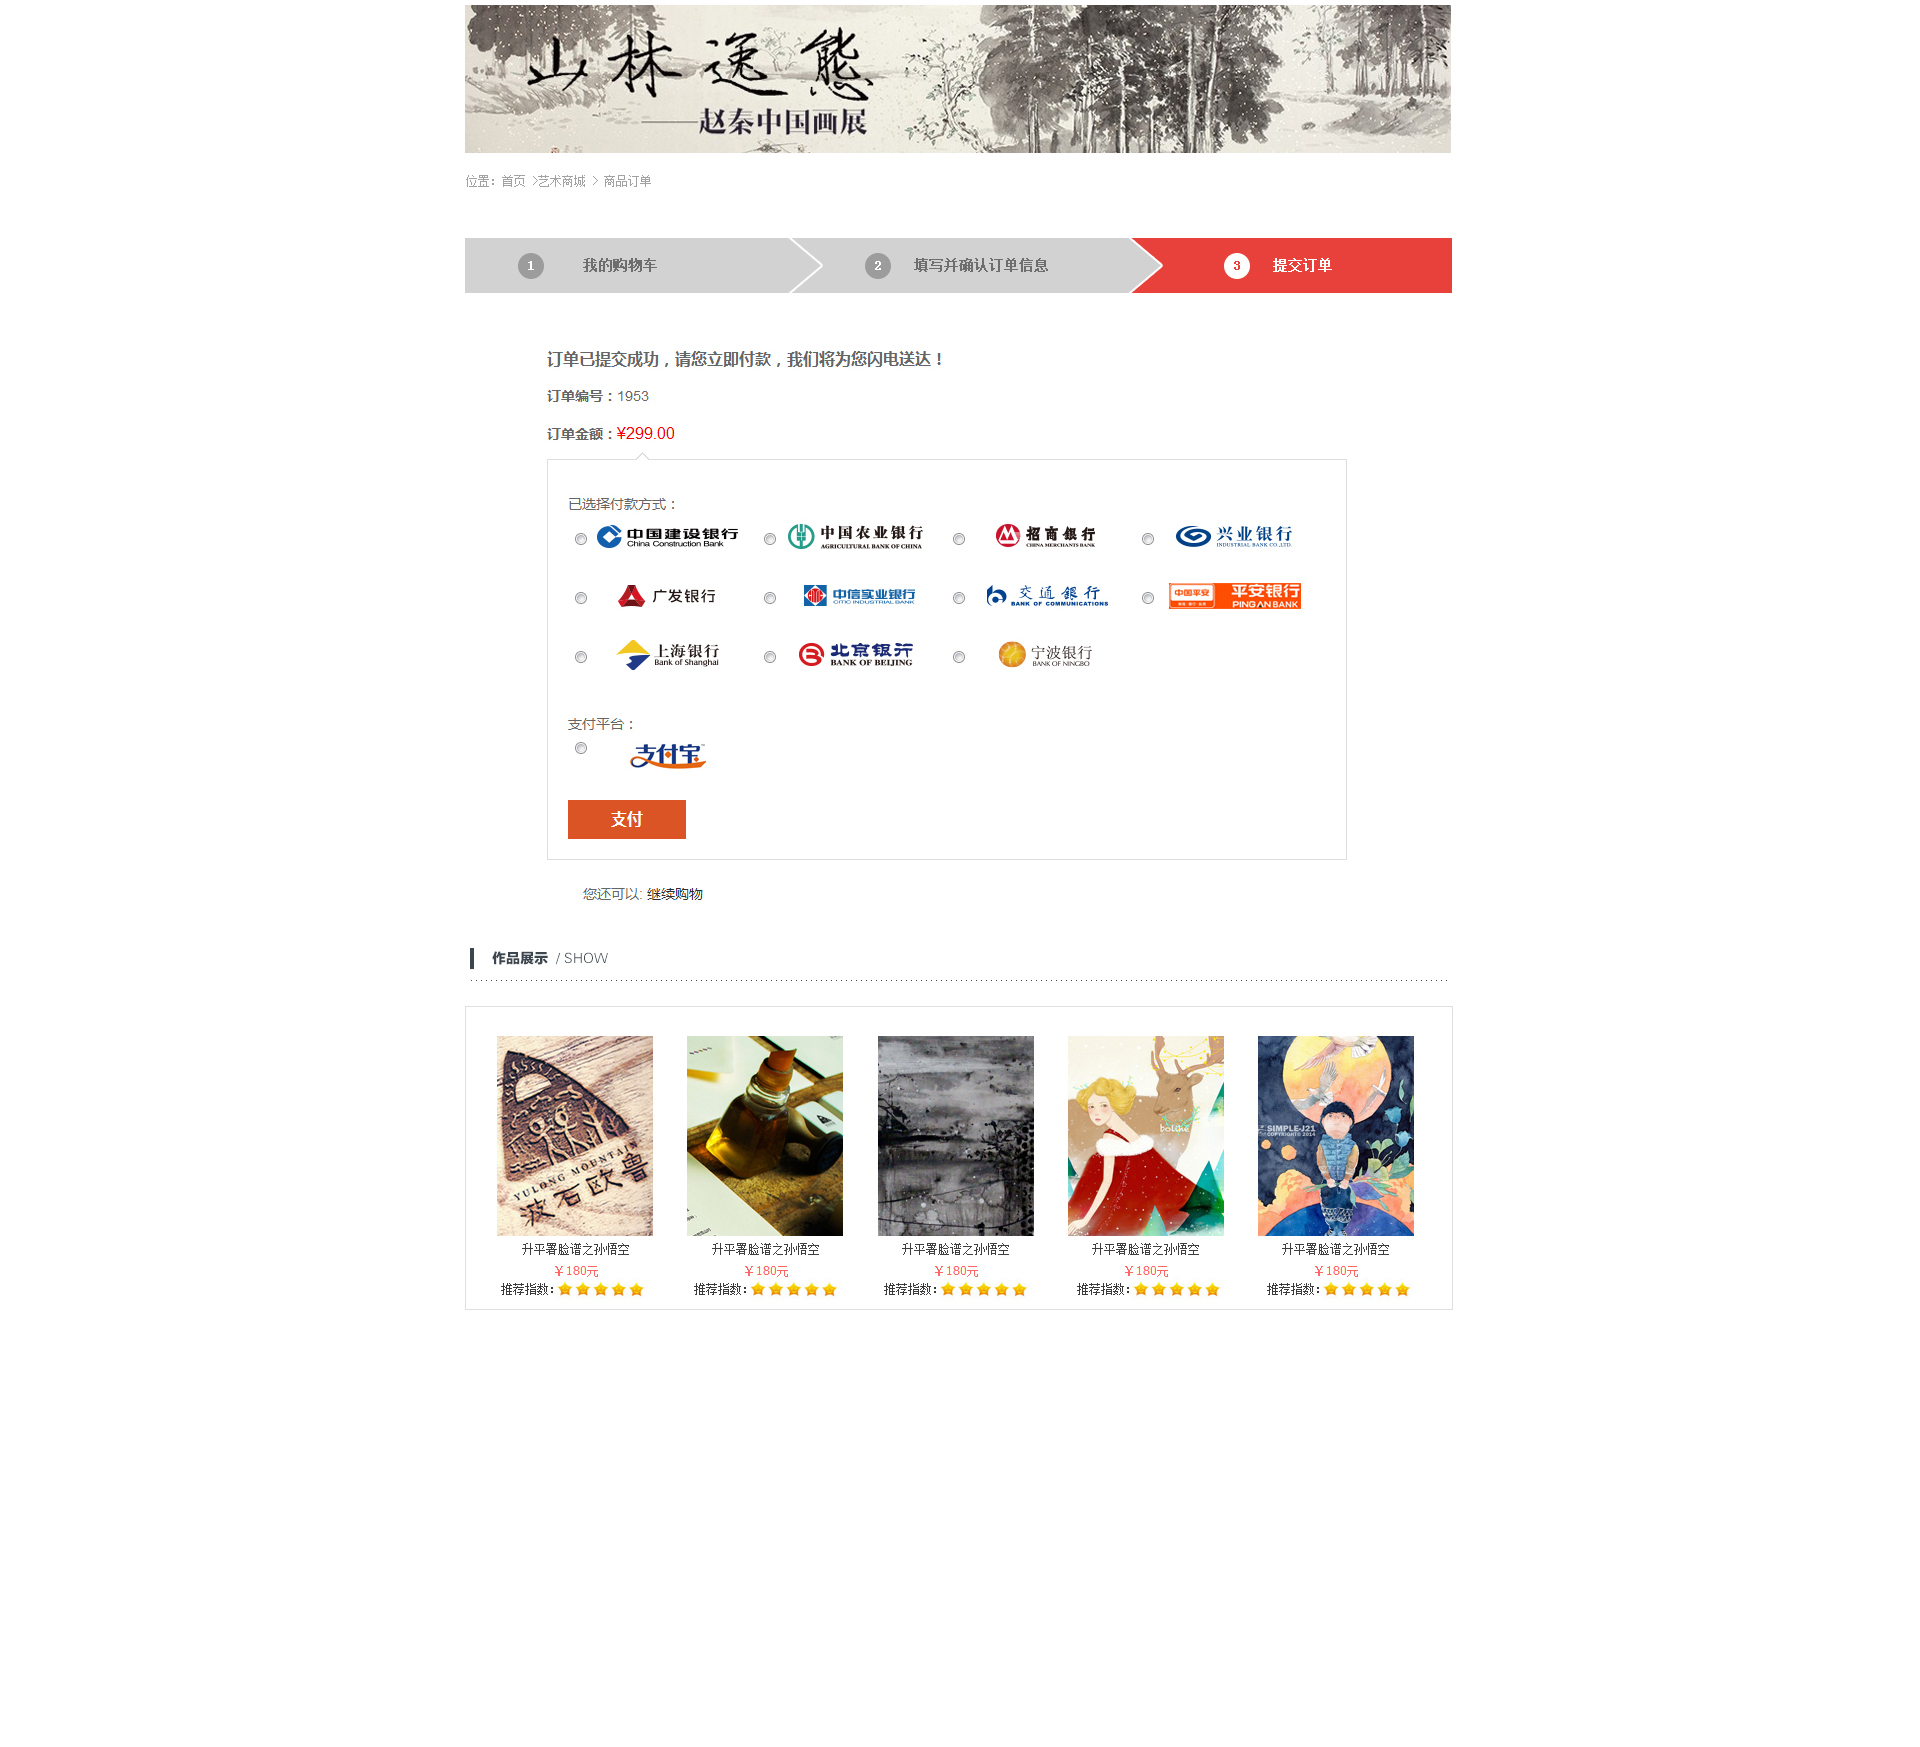 山林逸熊
——赵秦中国画展
位置：首页 >艺术商城 > 商品订单
1 我的购物车 2 填写并确认订单信息 3 提交订单
订单已提交成功，请您立即付款，我们将为您闪电送达！
订单编号：1953
订单金额：¥299.00
已选择付款方式：
中国建设银行 China Construction Bank 中国农业银行 AGRICULTURAL BANK OF CHINA 招商银行 CHINA MERCHANTS BANK 兴业银行 INDUSTRIAL BANK CO.,LTD.
广发银行 中信实业银行 CITIC INDUSTRIAL BANK 交通银行 BANK OF COMMUNICATIONS 中国平安 平安银行 PING AN BANK
上海银行 Bank of Shanghai 北京银行 BANK OF BEIJING 宁波银行 BANK OF NINGBO
支付平台：
支付宝
支付
您还可以: 继续购物
作品展示 / SHOW
YULONG MOUNTAIN
波石欧鲁
bolche
SIMPLE-J21
COPYRIGHTS 2014
升平署脸谱之孙悟空 升平署脸谱之孙悟空 升平署脸谱之孙悟空 升平署脸谱之孙悟空 升平署脸谱之孙悟空
￥180元 ￥180元 ￥180元 ￥180元 ￥180元
推荐指数： 推荐指数： 推荐指数： 推荐指数： 推荐指数：